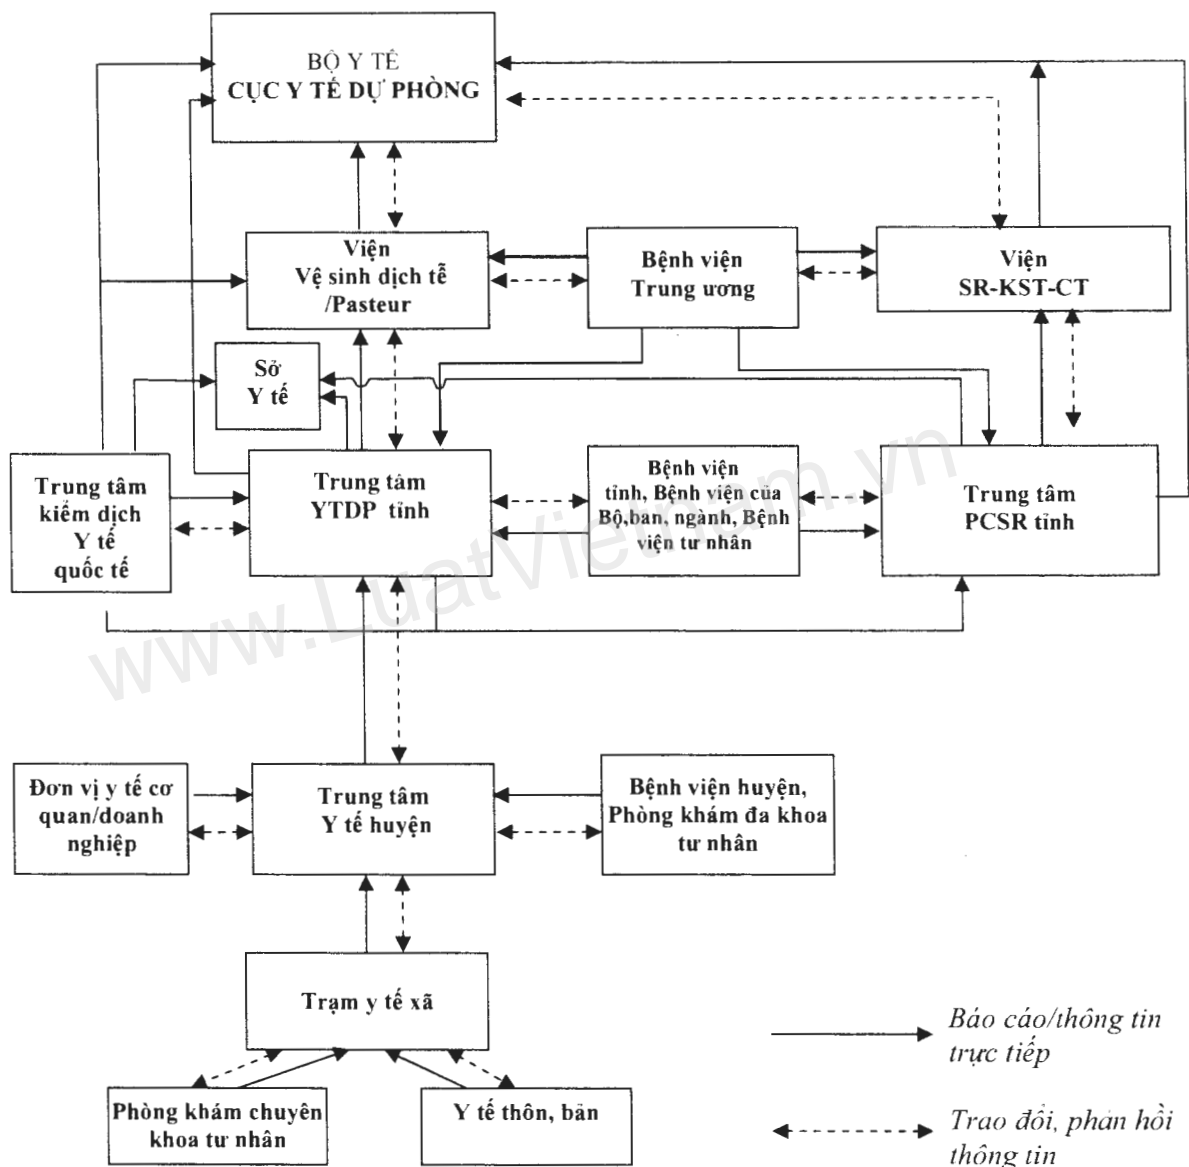 BỘ Y TẾ
CỤC Y TẾ DỰ PHÒNG
Viện
Vệ sinh dịch tễ
/Pasteur
Bệnh viện
Trung ương
Viện
SR-KST-CT
Sở
Y tế
Trung tâm
kiểm dịch
Y tế
quốc tế
Trung tâm
YTDP tỉnh
Bệnh viện
tỉnh, Bệnh viện của
Bộ,ban, ngành, Bệnh
viện tư nhân
Trung tâm
PCSR tỉnh
www.LuatVietnam.vn
Đơn vị y tế cơ
quan/doanh
nghiệp
Trung tâm
Y tế huyện
Bệnh viện huyện,
Phòng khám đa khoa
tư nhân
Trạm y tế xã
Phòng khám chuyên
khoa tư nhân
Y tế thôn, bản
Báo cáo/thông tin
trực tiếp
Trao đổi, phản hồi
thông tin